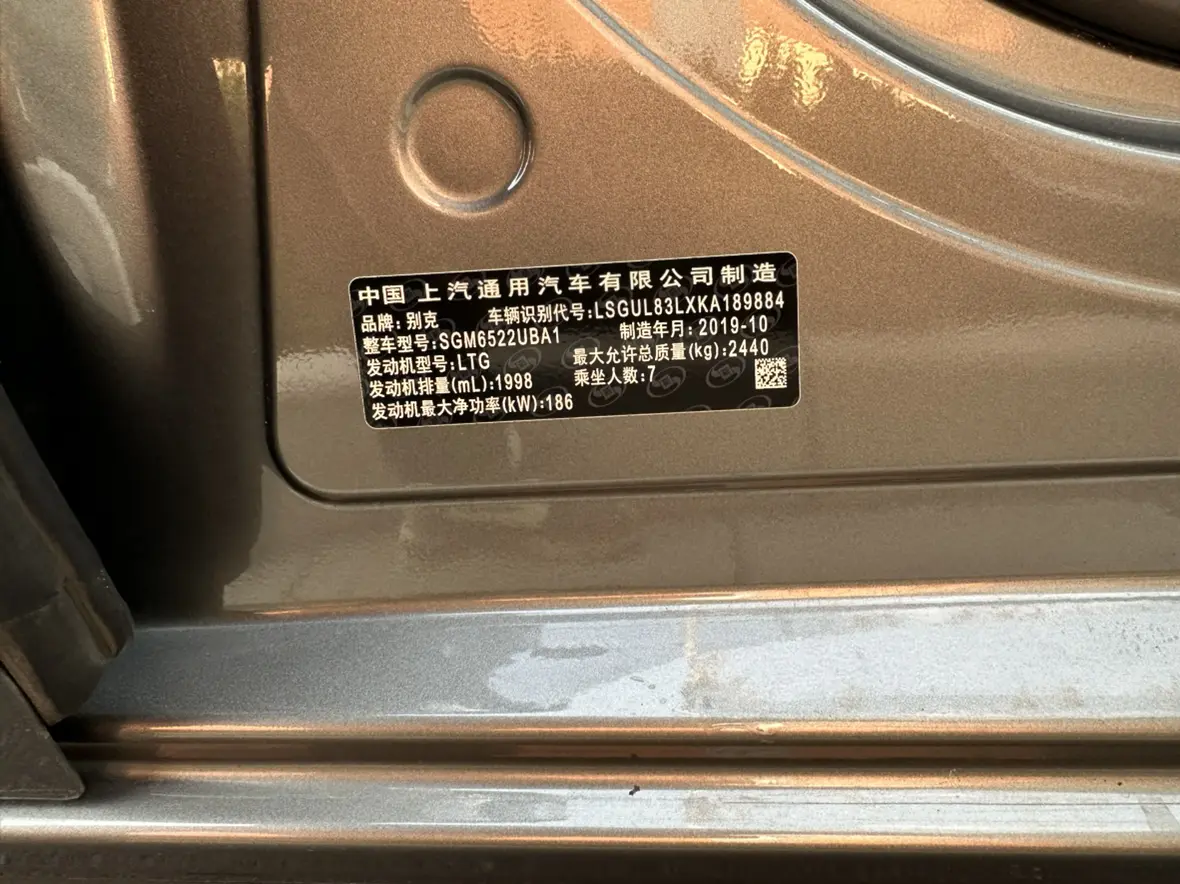 中国 上汽通用汽车有限公司制造
品牌: 别克 车辆识别代号:LSGUL83LXKA189884
整车型号:SGM6522UBA1 制造年月: 2019-10
发动机型号:LTG 最大允许总质量(kg):2440
发动机排量(mL):1998 乘坐人数:7
发动机最大净功率(kW):186